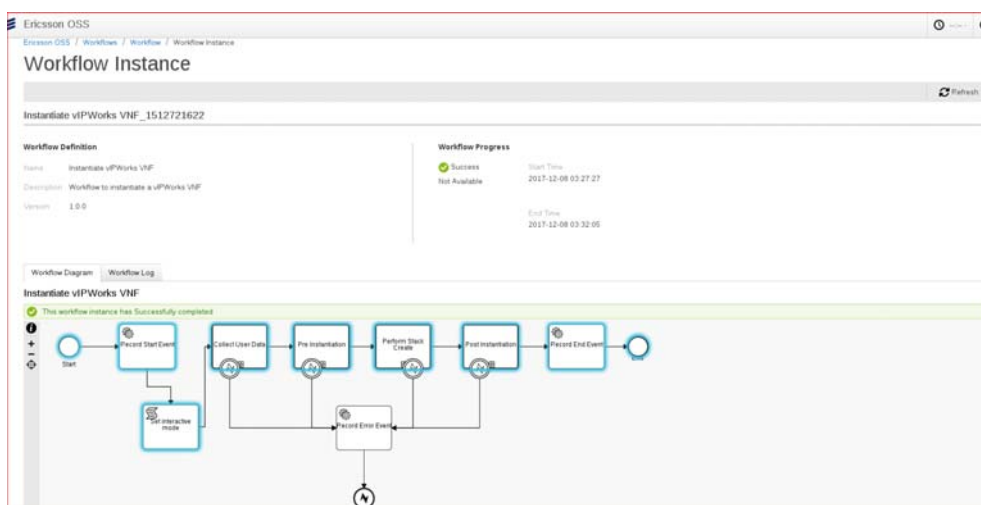 Ericsson OSS
Ericsson OSS / Workflows / Workflow / Workflow Instance
Workflow Instance
Refresh
Instantiate vIPWorks VNF_1512721622
Workflow Definition
Name Instantiate vIPWorks VNF
Description Workflow to instantiate a vIPWorks VNF
Version 1.0.0
Workflow Progress
Success
Not Available
Start Time
2017-12-08 03:27:27
End Time
2017-12-08 03:32:05
Workflow Diagram Workflow Log
Instantiate vIPWorks VNF
This workflow instance has Successfully completed
Start
Record Start Event
Set interactive
mode
Collect User Data
Pre Instantiation
Perform Stack
Create
Post Instantiation
Record End Event
Record Error Event